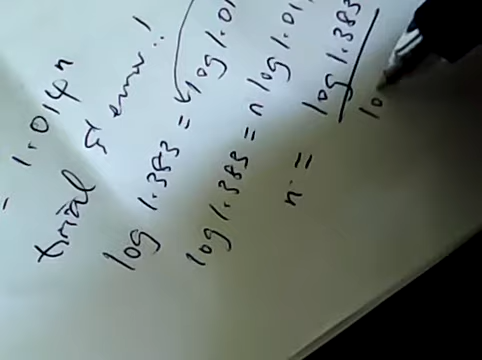 = 1.014ⁿ
trial & error!
log 1.383 = log 1.01
log 1.383 = n log 1.01
n = log 1.383
lo